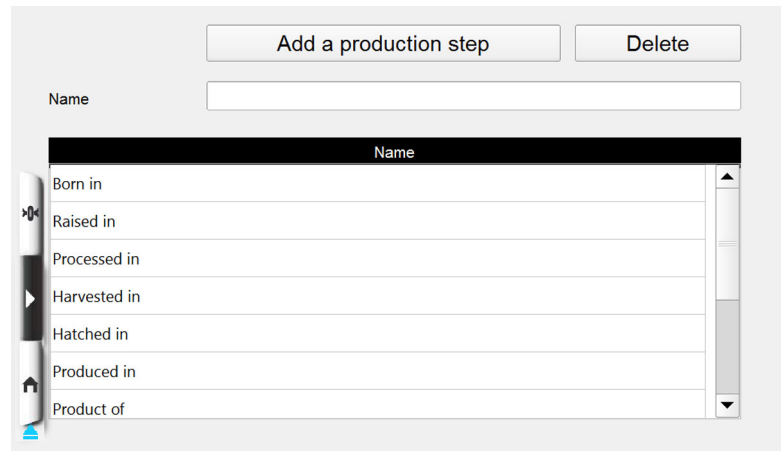 Add a production step Delete
Name
Name
Born in
Raised in
Processed in
Harvested in
Hatched in
Produced in
Product of